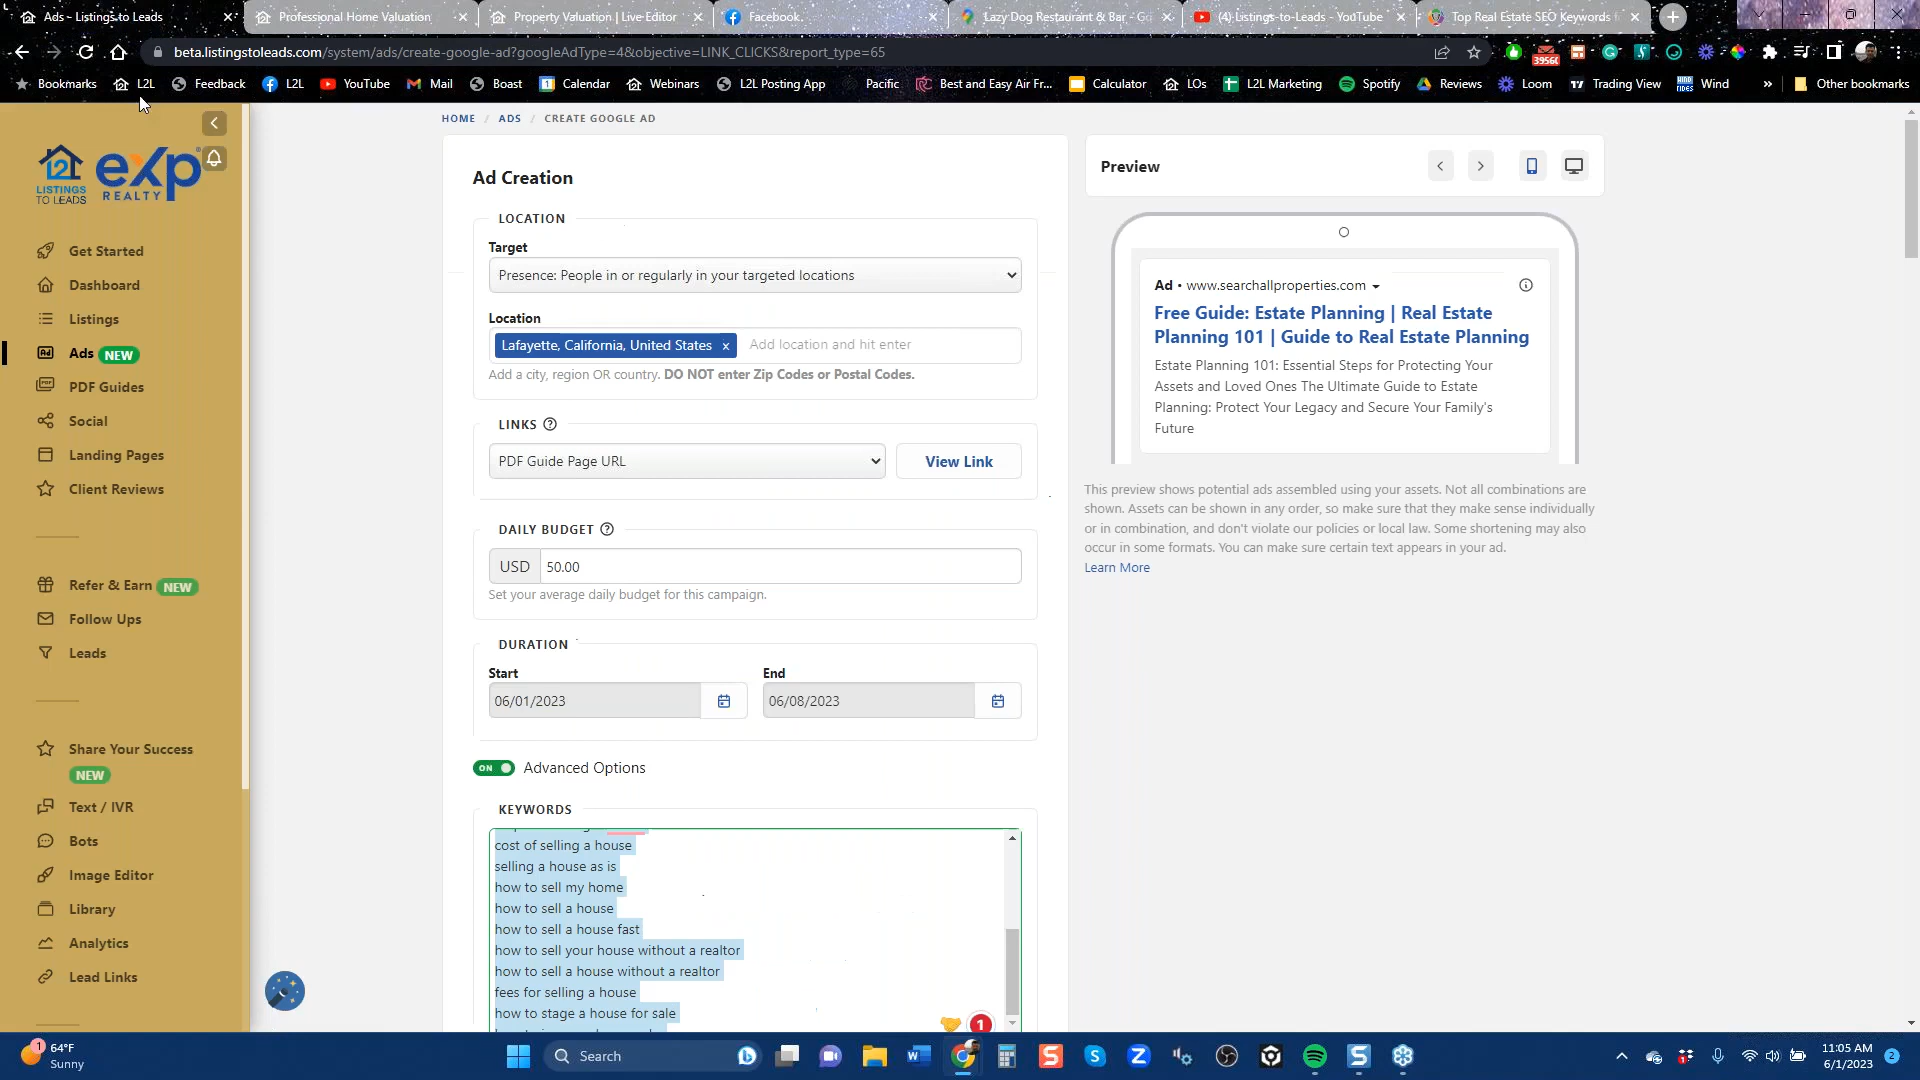 Ads - Listings to Leads
Professional Home Valuation
Property Valuation | Live Editor
Facebook
Lazy Dog Restaurant & Bar - Go
(4) Listings-to-Leads - YouTube
Top Real Estate SEO Keywords fo
beta.listingstoleads.com/system/ads/create-google-ad?googleAdType=4&objective=LINK_CLICKS&report_type=65
Bookmarks
L2L
Feedback
L2L
YouTube
Mail
Boast
Calendar
Webinars
L2L Posting App
Pacific
Best and Easy Air Fr...
Calculator
LOs
L2L Marketing
Spotify
Reviews
Loom
Trading View
Wind
»
Other bookmarks
LISTINGS
TO LEADS
eXp
REALTY
Get Started
Dashboard
Listings
Ads NEW
PDF Guides
Social
Landing Pages
Client Reviews
Refer & Earn NEW
Follow Ups
Leads
Share Your Success
NEW
Text / IVR
Bots
Image Editor
Library
Analytics
Lead Links
HOME / ADS / CREATE GOOGLE AD
Ad Creation
LOCATION
Target
Presence: People in or regularly in your targeted locations
Location
Lafayette, California, United States x
Add location and hit enter
Add a city, region OR country. DO NOT enter Zip Codes or Postal Codes.
LINKS
PDF Guide Page URL
View Link
DAILY BUDGET
USD 50.00
Set your average daily budget for this campaign.
DURATION
Start
End
06/01/2023
06/08/2023
ON Advanced Options
KEYWORDS
cost of selling a house
selling a house as is
how to sell my home
how to sell a house
how to sell a house fast
how to sell your house without a realtor
how to sell a house without a realtor
fees for selling a house
how to stage a house for sale
1
Preview
Ad • www.searchallproperties.com
Free Guide: Estate Planning | Real Estate
Planning 101 | Guide to Real Estate Planning
Estate Planning 101: Essential Steps for Protecting Your
Assets and Loved Ones The Ultimate Guide to Estate
Planning: Protect Your Legacy and Secure Your Family's
Future
This preview shows potential ads assembled using your assets. Not all combinations are
shown. Assets can be shown in any order, so make sure that they make sense individually
or in combination, and don't violate our policies or local law. Some shortening may also
occur in some formats. You can make sure certain text appears in your ad.
Learn More
1
64°F
Sunny
Search
11:05 AM
6/1/2023
2